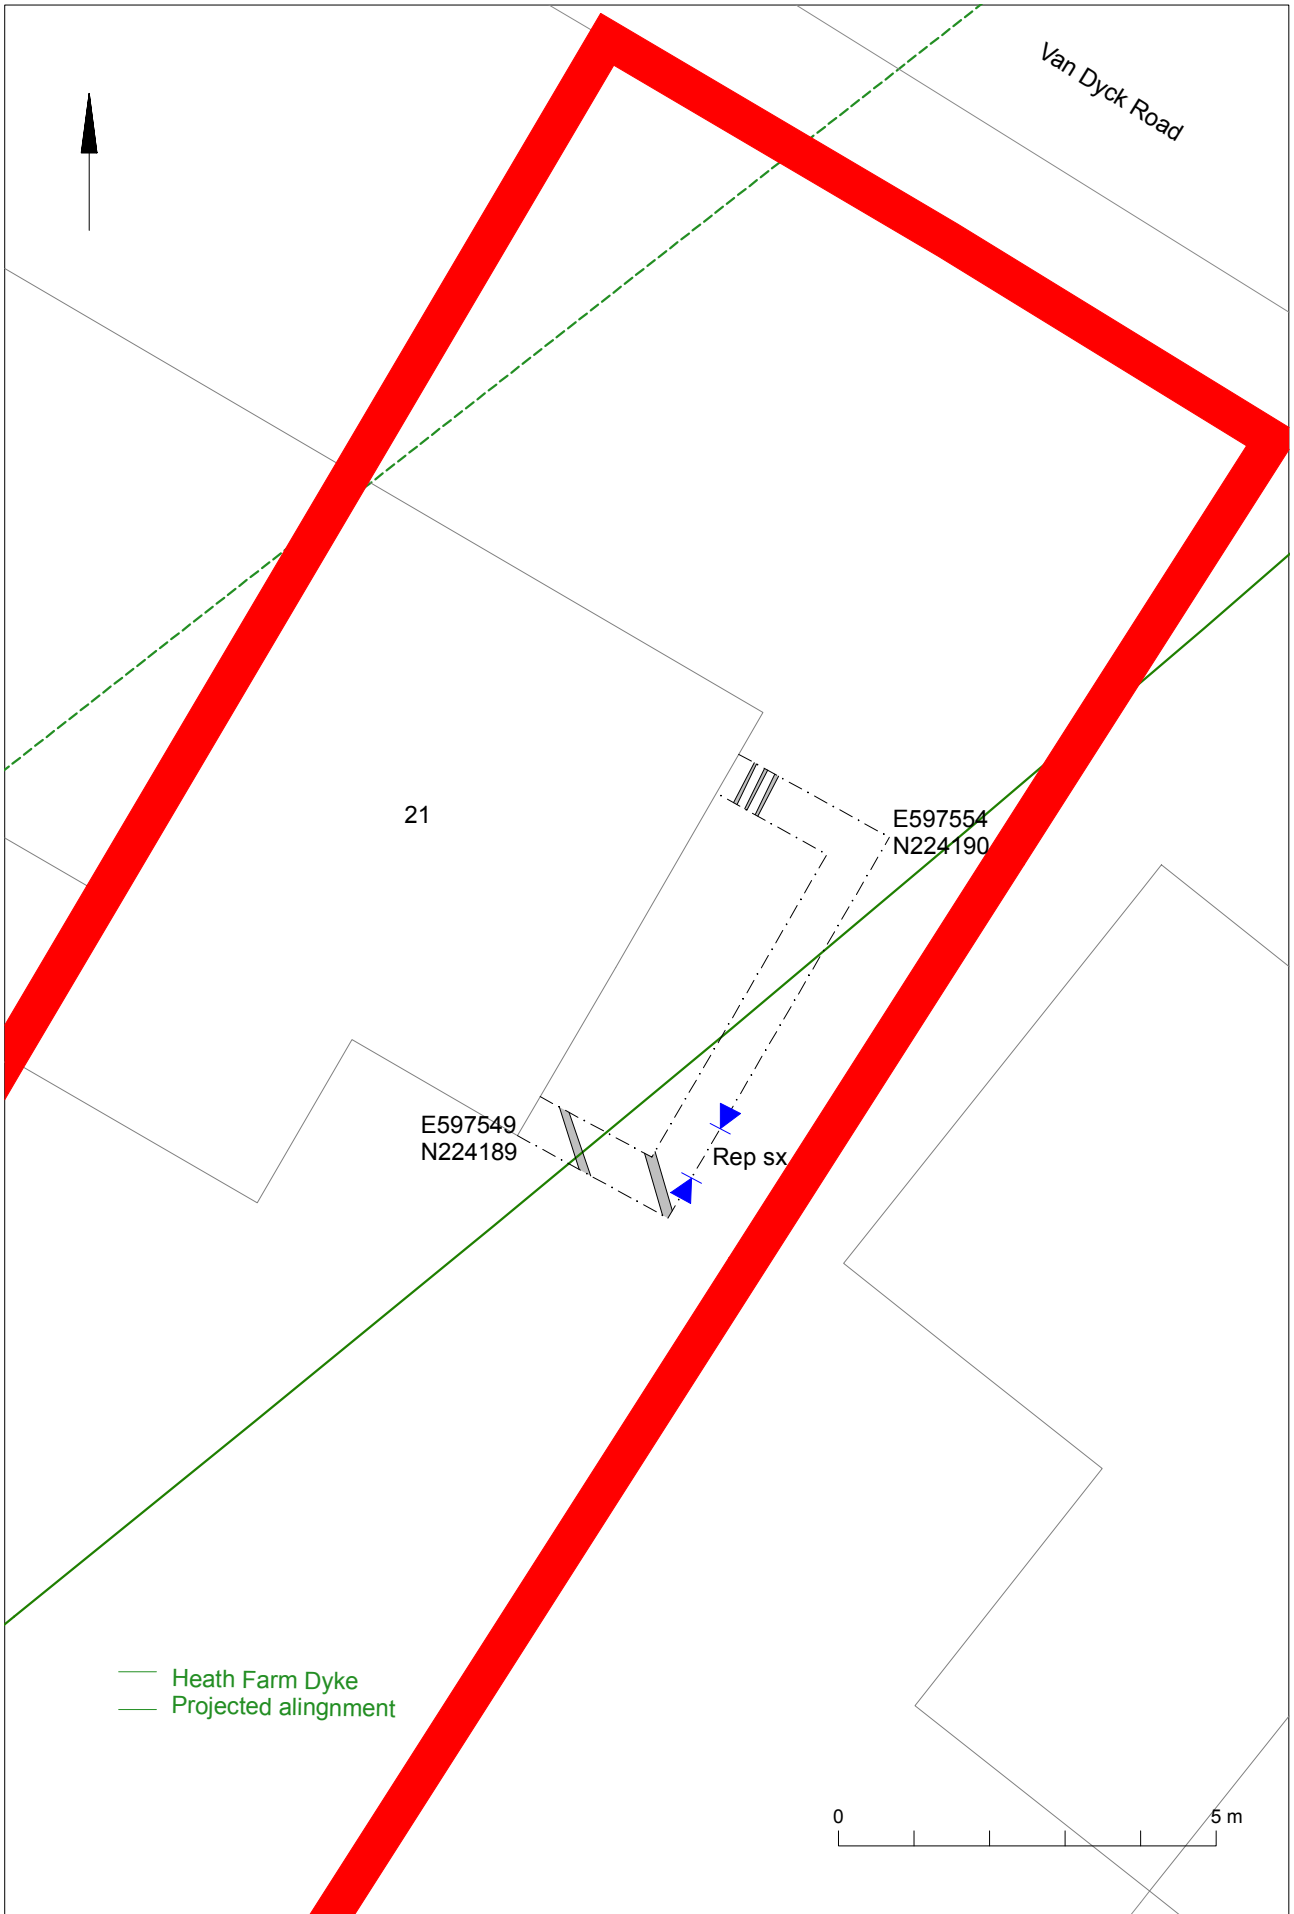 Van Dyck Road
21
E597554
N224190
E597549
N224189
Rep sx
Heath Farm Dyke
Projected alingnment
0 5 m